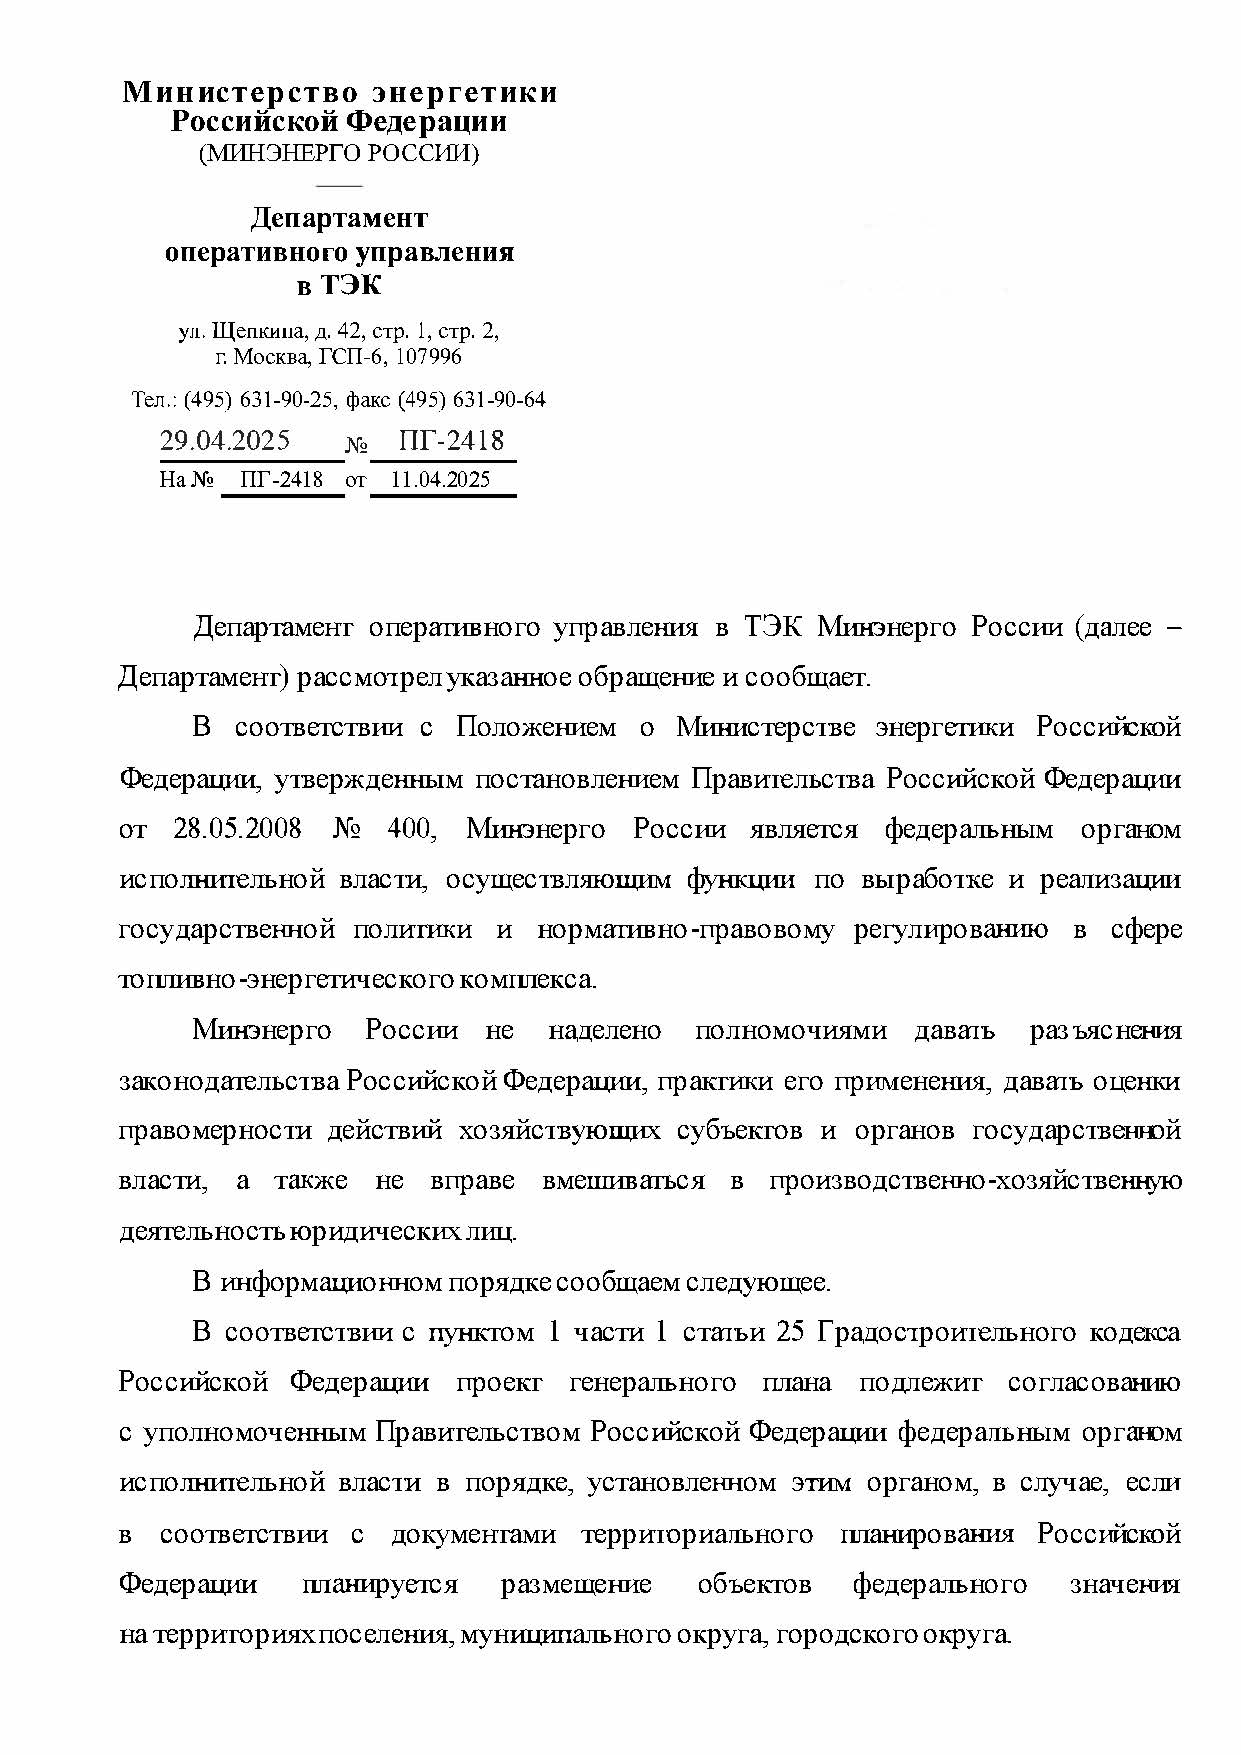 Министерство энергетики
Российской Федерации
(МИНЭНЕРГО РОССИИ)
Департамент
оперативного управления
в ТЭК
ул. Щепкина, д. 42, стр. 1, стр. 2,
г. Москва, ГСП-6, 107996
Тел.: (495) 631-90-25, факс (495) 631-90-64
29.04.2025 № ПГ-2418
На № ПГ-2418 от 11.04.2025
Департамент оперативного управления в ТЭК Минэнерго России (далее –
Департамент) рассмотрел указанное обращение и сообщает.
В соответствии с Положением о Министерстве энергетики Российской
Федерации, утвержденным постановлением Правительства Российской Федерации
от 28.05.2008 № 400, Минэнерго России является федеральным органом
исполнительной власти, осуществляющим функции по выработке и реализации
государственной политики и нормативно-правовому регулированию в сфере
топливно-энергетического комплекса.
Минэнерго России не наделено полномочиями давать разъяснения
законодательства Российской Федерации, практики его применения, давать оценки
правомерности действий хозяйствующих субъектов и органов государственной
власти, а также не вправе вмешиваться в производственно-хозяйственную
деятельность юридических лиц.
В информационном порядке сообщаем следующее.
В соответствии с пунктом 1 части 1 статьи 25 Градостроительного кодекса
Российской Федерации проект генерального плана подлежит согласованию
с уполномоченным Правительством Российской Федерации федеральным органом
исполнительной власти в порядке, установленном этим органом, в случае, если
в соответствии с документами территориального планирования Российской
Федерации планируется размещение объектов федерального значения
на территориях поселения, муниципального округа, городского округа.